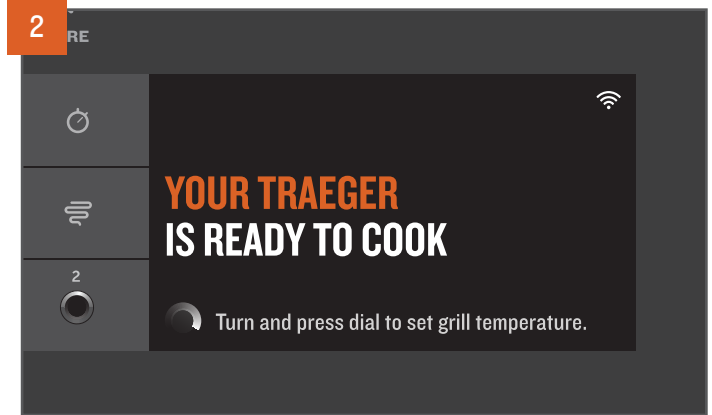 2
RE
2
YOUR TRAEGER
IS READY TO COOK
Turn and press dial to set grill temperature.